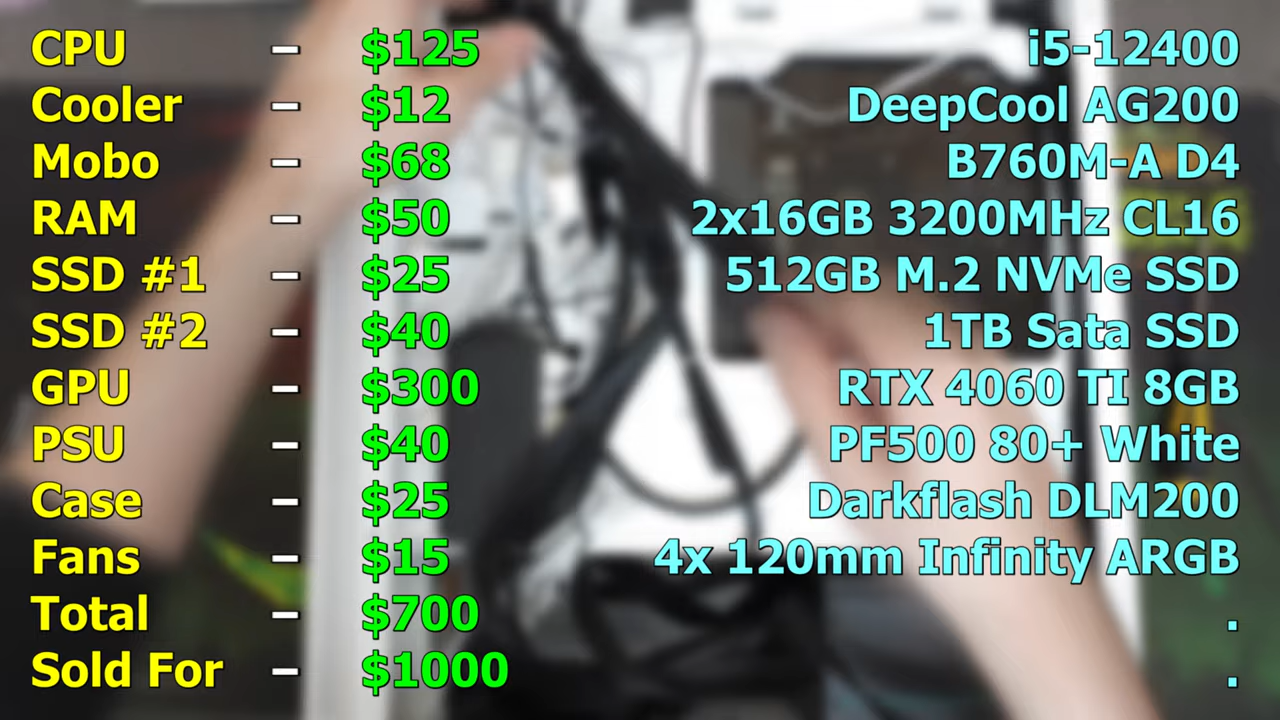 CPU – $125 i5-12400
Cooler – $12 DeepCool AG200
Mobo – $68 B760M-A D4
RAM – $50 2x16GB 3200MHz CL16
SSD #1 – $25 512GB M.2 NVMe SSD
SSD #2 – $40 1TB Sata SSD
GPU – $300 RTX 4060 TI 8GB
PSU – $40 PF500 80+ White
Case – $25 Darkflash DLM200
Fans – $15 4x 120mm Infinity ARGB
Total – $700 .
Sold For – $1000 .